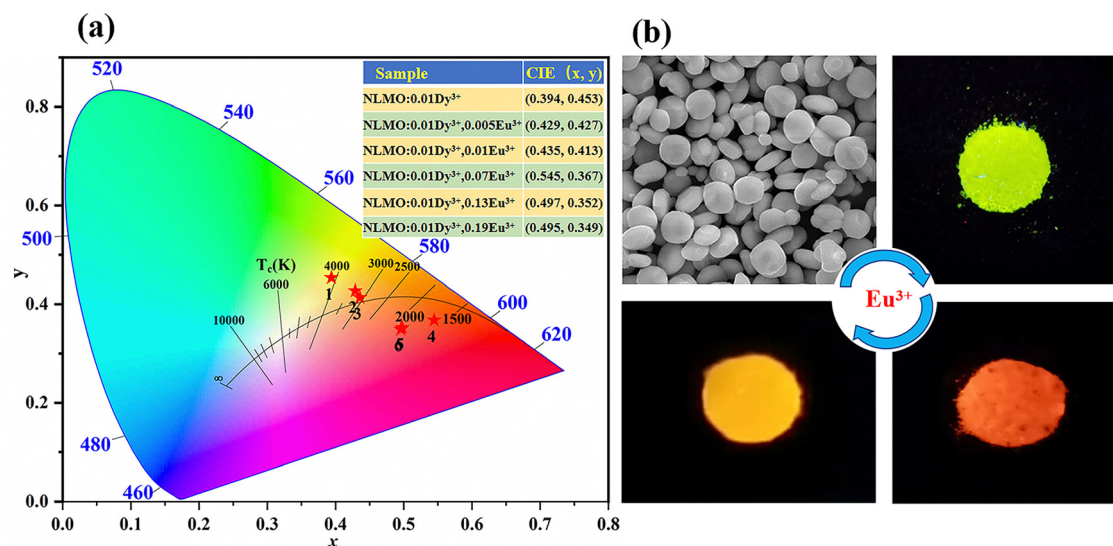 (a)
(b)
Sample CIE (x, y)
NLMO:0.01Dy³⁺ (0.394, 0.453)
NLMO:0.01Dy³⁺,0.005Eu³⁺ (0.429, 0.427)
NLMO:0.01Dy³⁺,0.01Eu³⁺ (0.435, 0.413)
NLMO:0.01Dy³⁺,0.07Eu³⁺ (0.545, 0.367)
NLMO:0.01Dy³⁺,0.13Eu³⁺ (0.497, 0.352)
NLMO:0.01Dy³⁺,0.19Eu³⁺ (0.495, 0.349)
520
540
560
500
580
600
620
480
460
T_c(K)
10000
6000
4000
3000
2500
2000
1500
∞
1
2
3
4
5
6
y
0.8
0.6
0.4
0.2
0.0
0.0 0.1 0.2 0.3 0.4 0.5 0.6 0.7 0.8
x
Eu³⁺